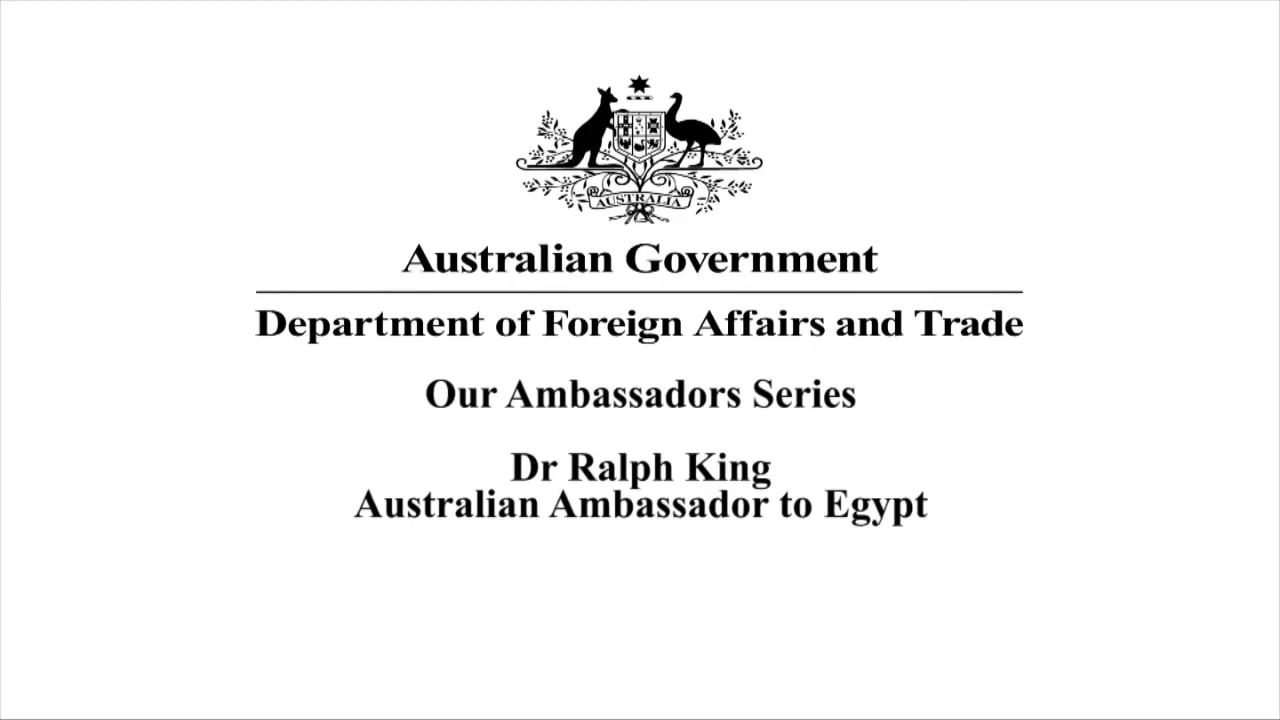 AUSTRALIA
Australian Government
Department of Foreign Affairs and Trade
Our Ambassadors Series
Dr Ralph King
Australian Ambassador to Egypt